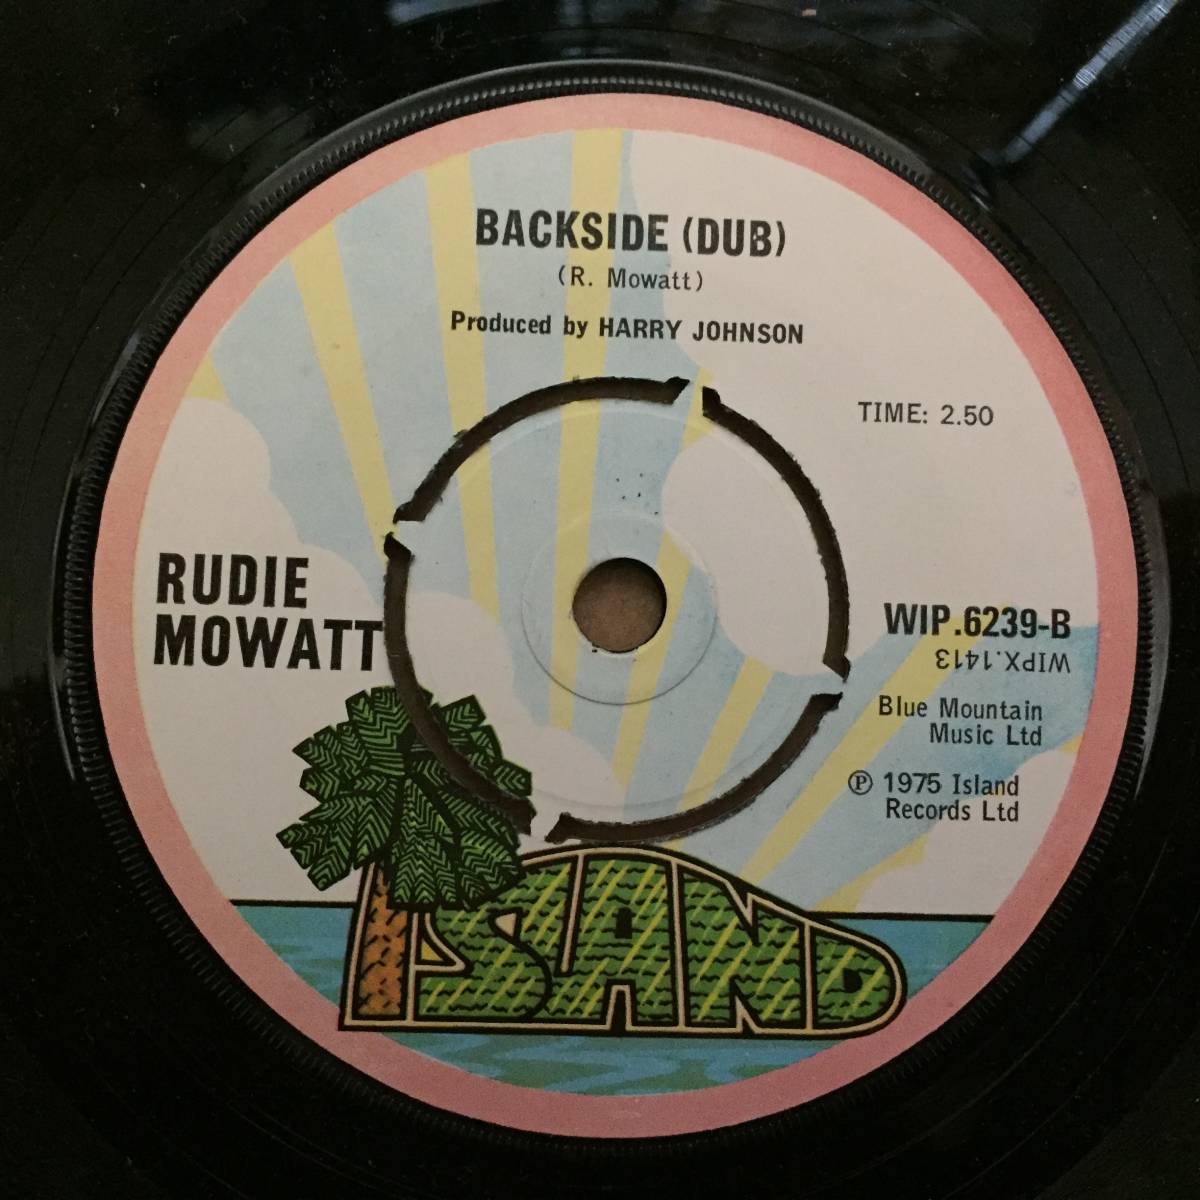 BACKSIDE (DUB)
(R. Mowatt)
Produced by HARRY JOHNSON
TIME: 2.50
RUDIE
MOWATT
WIP.6239-B
WIPX.1413
Blue Mountain
Music Ltd
℗ 1975 Island
Records Ltd
ISLAND